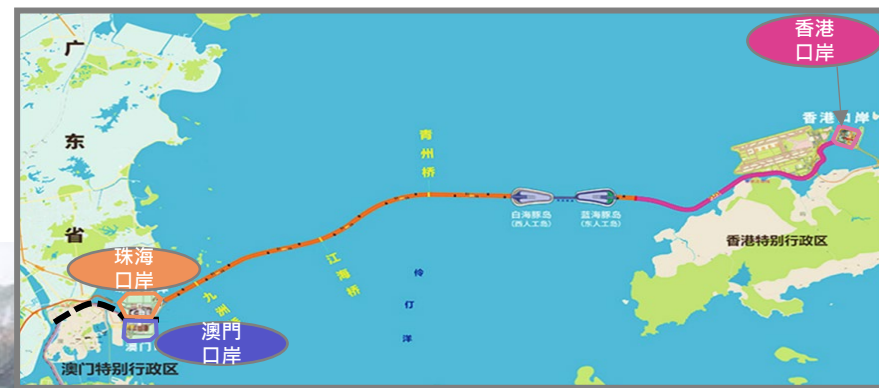 香港
口岸
香港口岸
广
东
省
青
州
桥
白海豚岛
(西人工岛)
蓝海豚岛
(东人工岛)
香港特别行政区
珠海
口岸
江
海
桥
伶
仃
洋
九
洲
澳門
口岸
澳门
澳门特别行政区